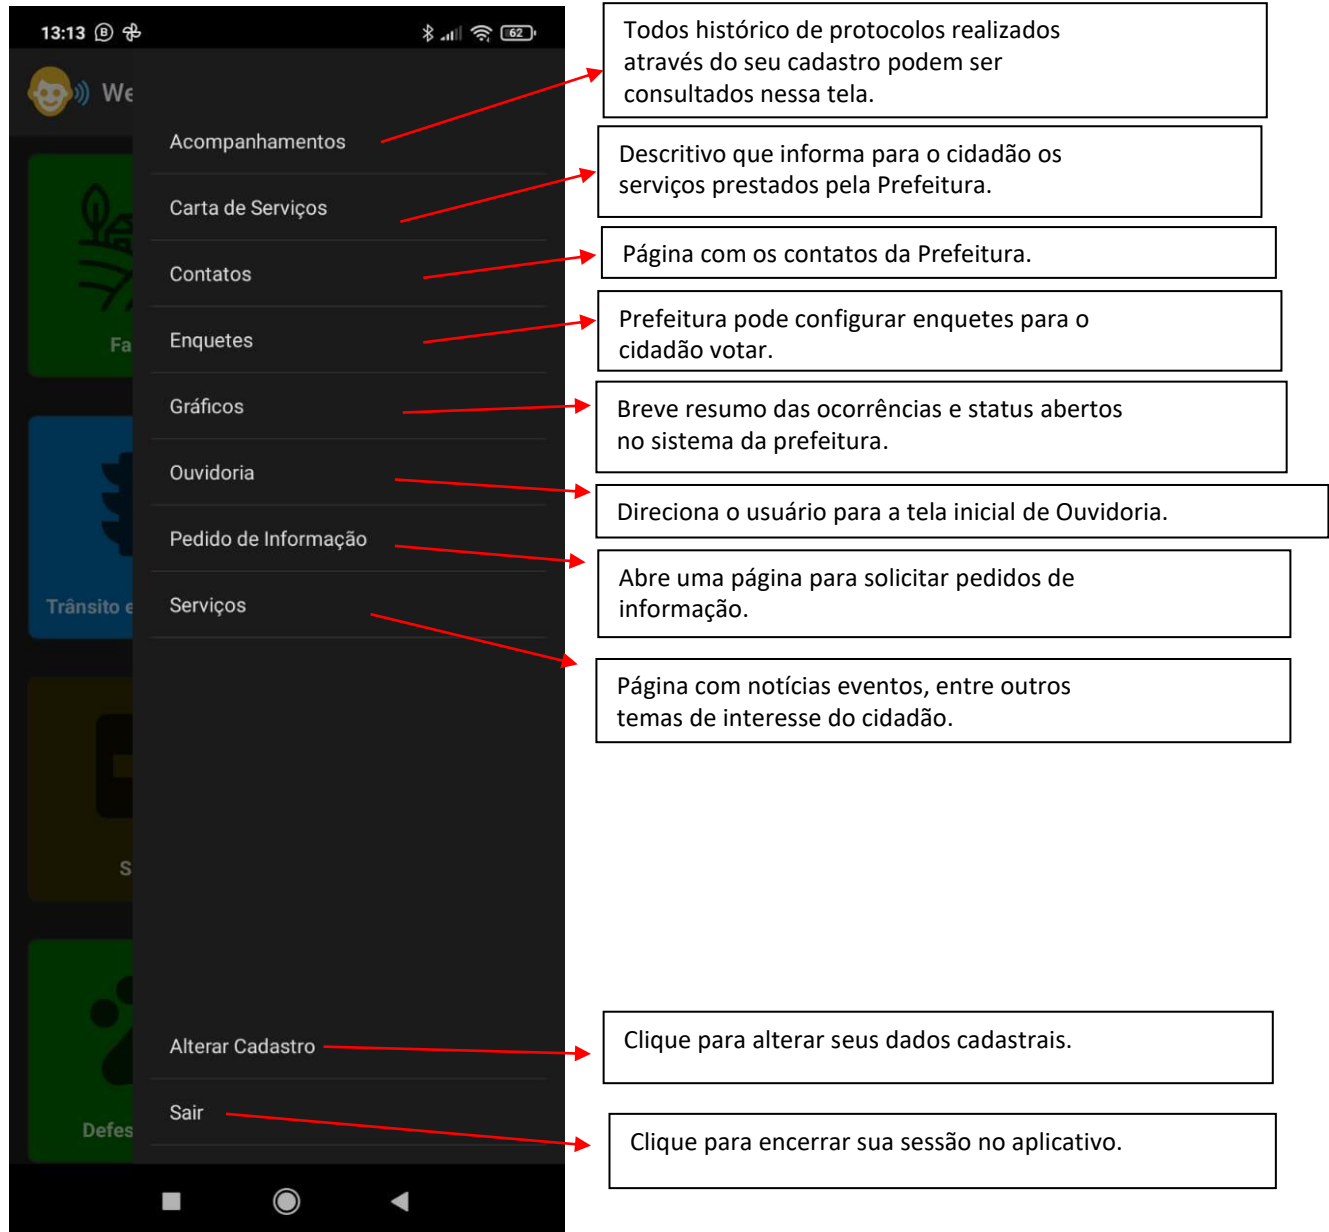 13:13
62
We
Acompanhamentos
Carta de Serviços
Contatos
Fa
Enquetes
Gráficos
Ouvidoria
Pedido de Informação
Trânsito e
Serviços
S
Alterar Cadastro
Sair
Defes
Todos histórico de protocolos realizados
através do seu cadastro podem ser
consultados nessa tela.
Descritivo que informa para o cidadão os
serviços prestados pela Prefeitura.
Página com os contatos da Prefeitura.
Prefeitura pode configurar enquetes para o
cidadão votar.
Breve resumo das ocorrências e status abertos
no sistema da prefeitura.
Direciona o usuário para a tela inicial de Ouvidoria.
Abre uma página para solicitar pedidos de
informação.
Página com notícias eventos, entre outros
temas de interesse do cidadão.
Clique para alterar seus dados cadastrais.
Clique para encerrar sua sessão no aplicativo.